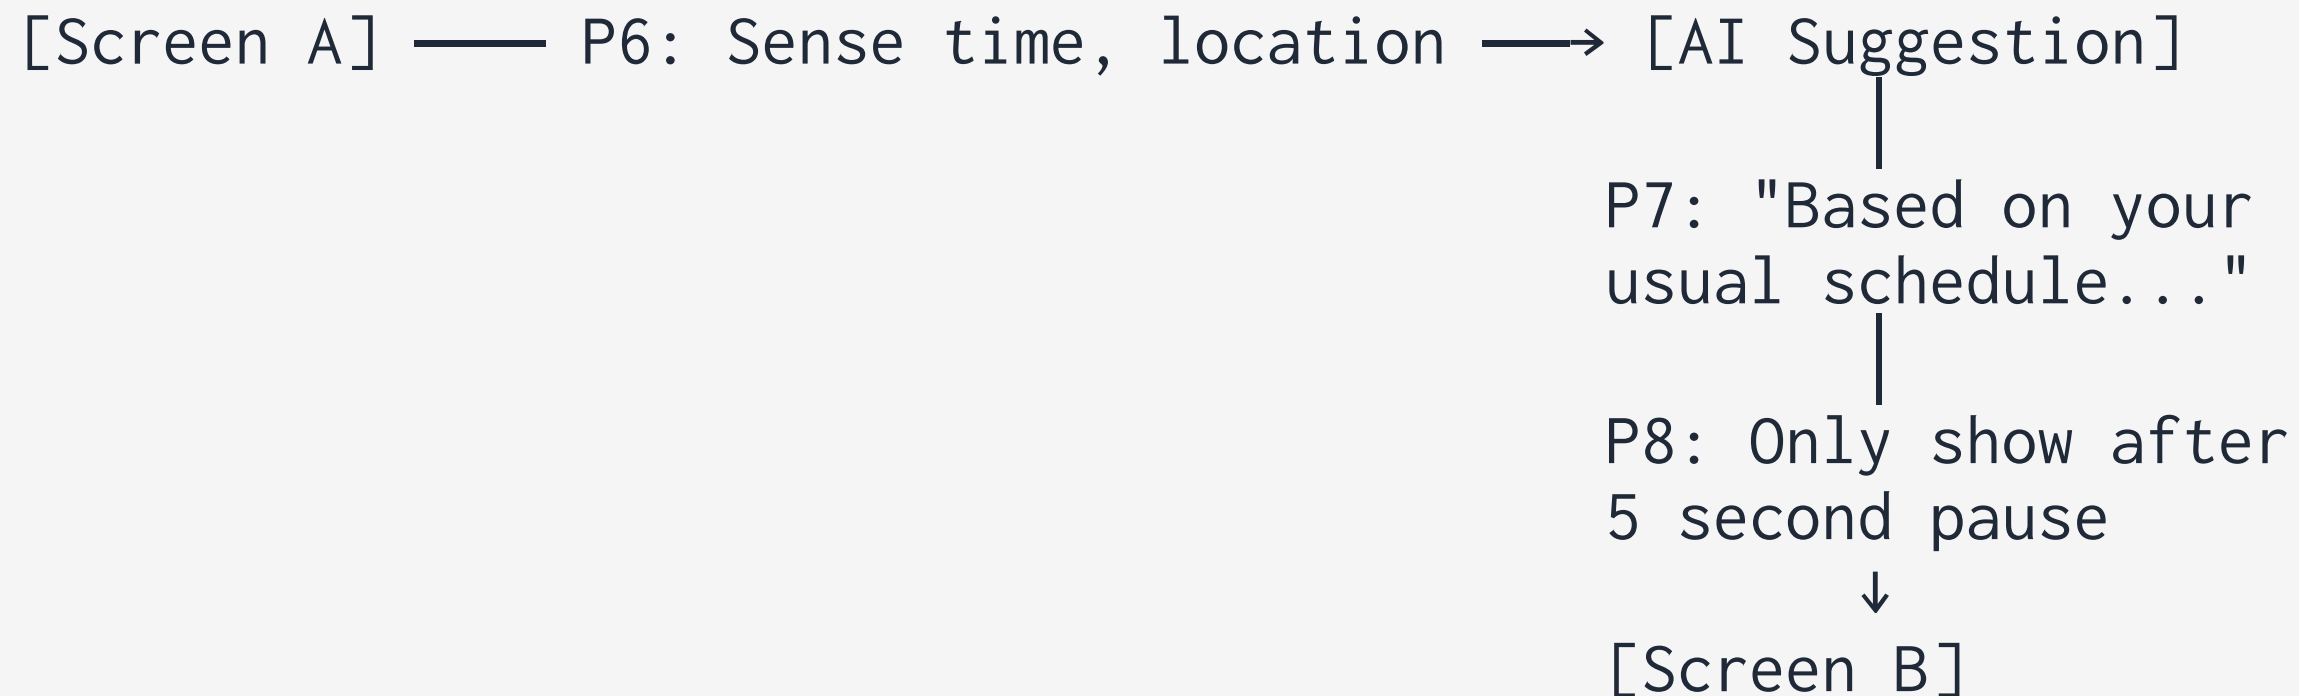 [Screen A] ─── P6: Sense time, location ──→ [AI Suggestion]
P7: "Based on your
usual schedule..."
P8: Only show after
5 second pause
↓
[Screen B]